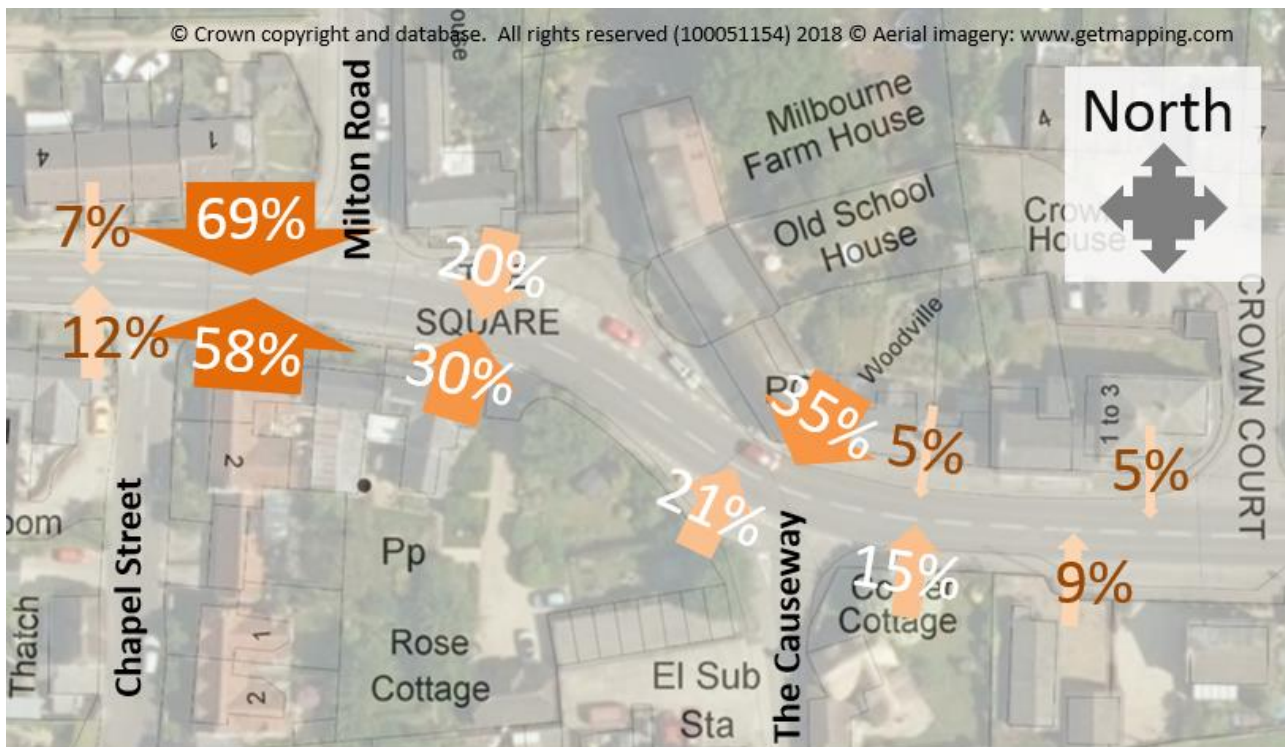 © Crown copyright and database.  All rights reserved (100051154) 2018 © Aerial imagery: www.getmapping.com
Milton Road
Milbourne
Farm House
North
4
4
1
Old School
House
7%
69%
20%
SQUARE
12%
58%
30%
Woodville
35%
5%
1 to 3
5%
CROWN COURT
2
21%
15%
9%
Cottage
Chapel Street
Pp
The Causeway
Thatch
1
2
Rose
Cottage
El Sub
Sta